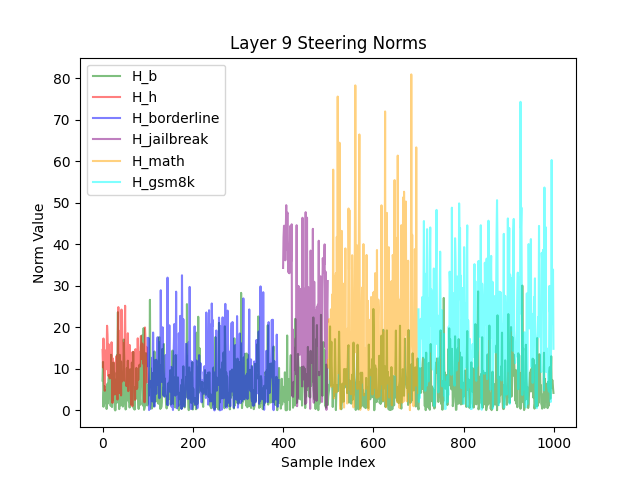 Layer 9 Steering Norms
H_b
H_h
H_borderline
H_jailbreak
H_math
H_gsm8k
Norm Value
80
70
60
50
40
30
20
10
0
0 200 400 600 800 1000
Sample Index